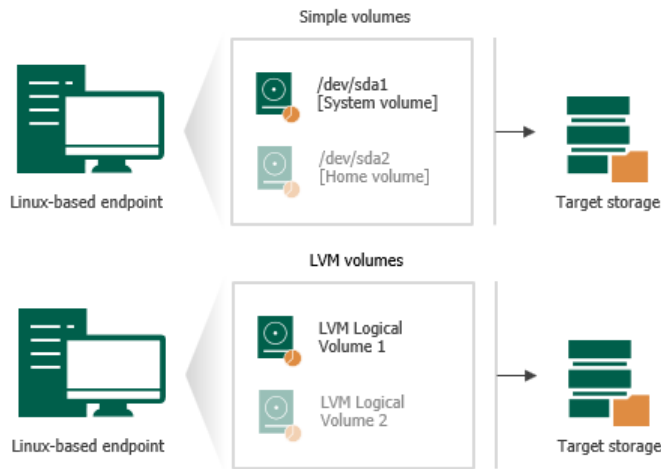 Simple volumes
/dev/sda1
[System volume]
/dev/sda2
[Home volume]
Linux-based endpoint
Target storage
LVM volumes
LVM Logical
Volume 1
LVM Logical
Volume 2
Linux-based endpoint
Target storage